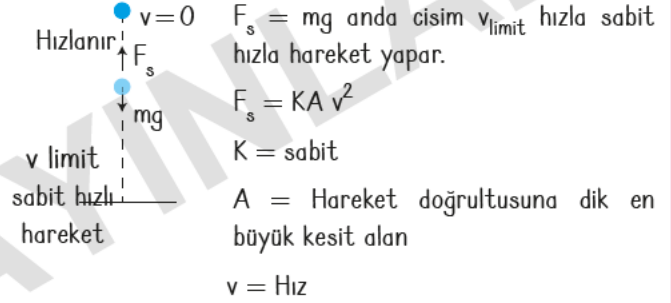 v = 0
Hızlanır
F_s
mg
v limit
sabit hızlı
hareket
F_s = mg anda cisim v_limit hızla sabit
hızla hareket yapar.
F_s = KA v²
K = sabit
A = Hareket doğrultusuna dik en
büyük kesit alan
v = Hız